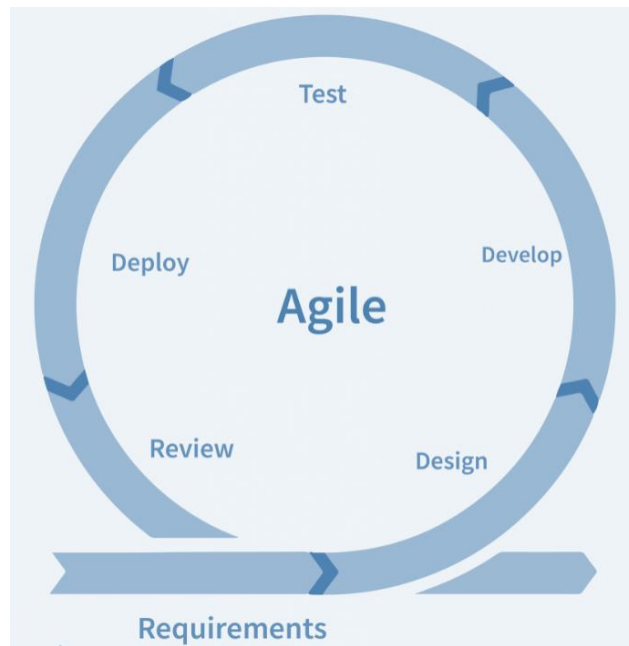 Test
Deploy
Develop
Agile
Review
Design
Requirements